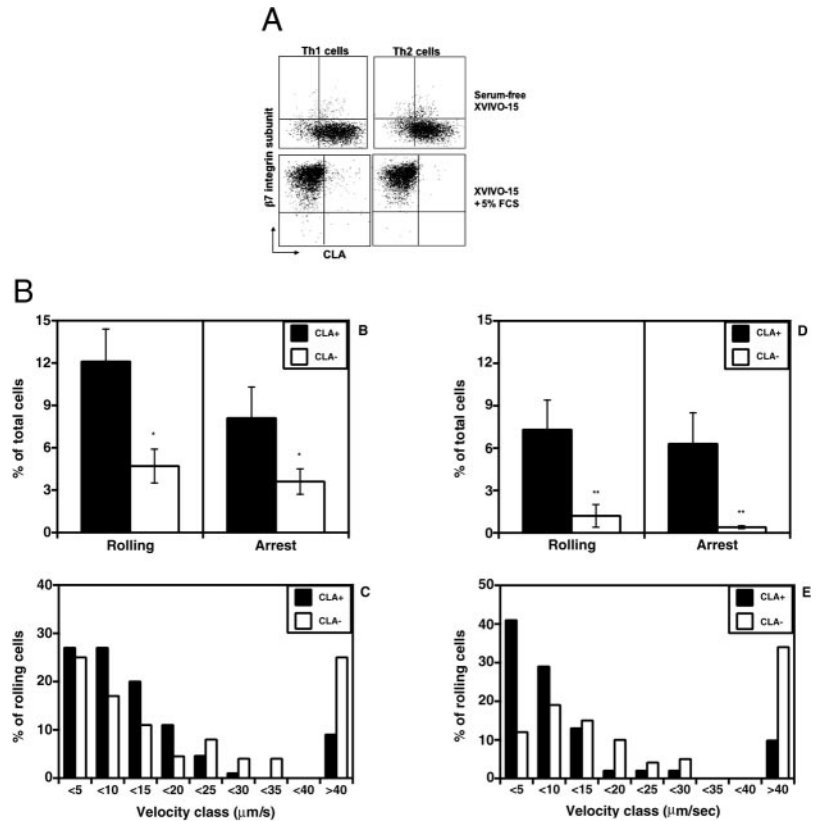 A
Th1 cells
Th2 cells
β7 integrin subunit
Serum-free
XVIVO-15
XVIVO-15
+ 5% FCS
CLA
B
% of total cells
15
12
9
6
3
0
CLA+
CLA-
B
*
*
Rolling
Arrest
% of total cells
15
12
9
6
3
0
CLA+
CLA-
D
**
**
Rolling
Arrest
% of rolling cells
40
30
20
10
0
CLA+
CLA-
C
<5 <10 <15 <20 <25 <30 <35 <40 >40
Velocity class (μm/s)
% of rolling cells
50
40
30
20
10
0
CLA+
CLA-
E
<5 <10 <15 <20 <25 <30 <35 <40 >40
Velocity class (μm/sec)